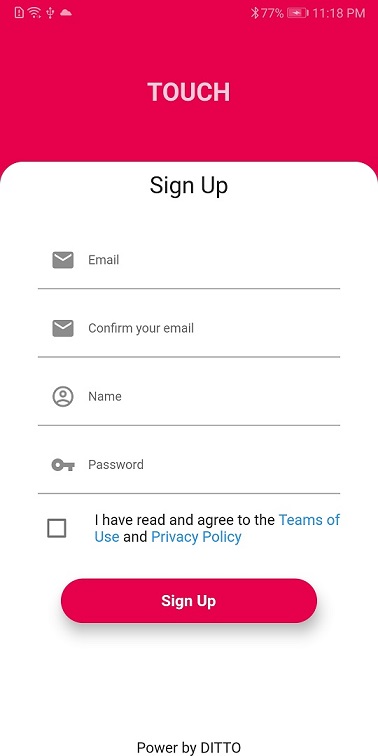 77% 11:18 PM
TOUCH
Sign Up
Email
Confirm your email
Name
Password
I have read and agree to the Teams of
Use and Privacy Policy
Sign Up
Power by DITTO